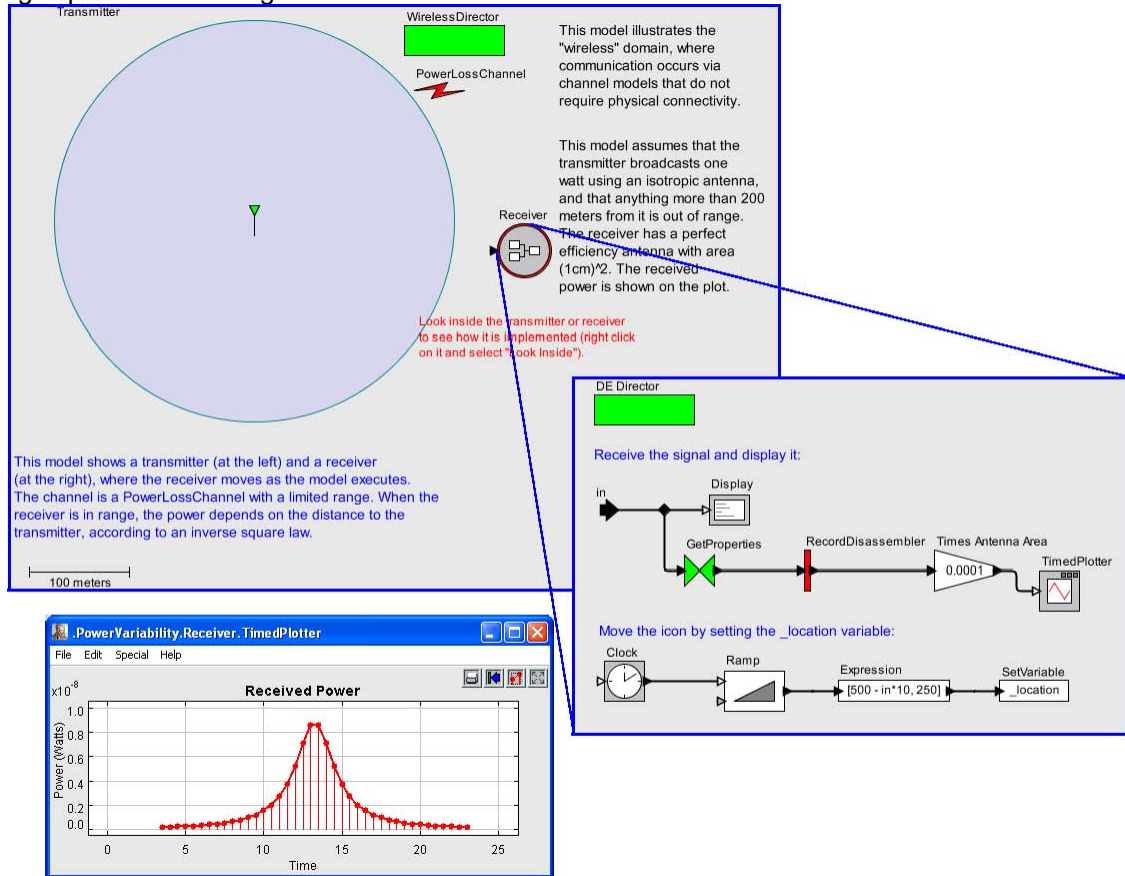 Transmitter
WirelessDirector
PowerLossChannel
This model illustrates the
"wireless" domain, where
communication occurs via
channel models that do not
require physical connectivity.
This model assumes that the
transmitter broadcasts one
watt using an isotropic antenna,
and that anything more than 200
meters from it is out of range.
The receiver has a perfect
efficiency antenna with area
(1cm)^2. The received
power is shown on the plot.
Receiver
Look inside the transmitter or receiver
to see how it is implemented (right click
on it and select "Look Inside").
This model shows a transmitter (at the left) and a receiver
(at the right), where the receiver moves as the model executes.
The channel is a PowerLossChannel with a limited range. When the
receiver is in range, the power depends on the distance to the
transmitter, according to an inverse square law.
100 meters
DE Director
Receive the signal and display it:
in
Display
GetProperties
RecordDisassembler
Times Antenna Area
0.0001
TimedPlotter
Move the icon by setting the _location variable:
Clock
Ramp
Expression
[500 - in*10, 250]
SetVariable
_location
.PowerVariability.Receiver.TimedPlotter
File Edit Special Help
x10^-8
Received Power
Power (Watts)
1.0
0.8
0.6
0.4
0.2
0.0
0 5 10 15 20 25
Time